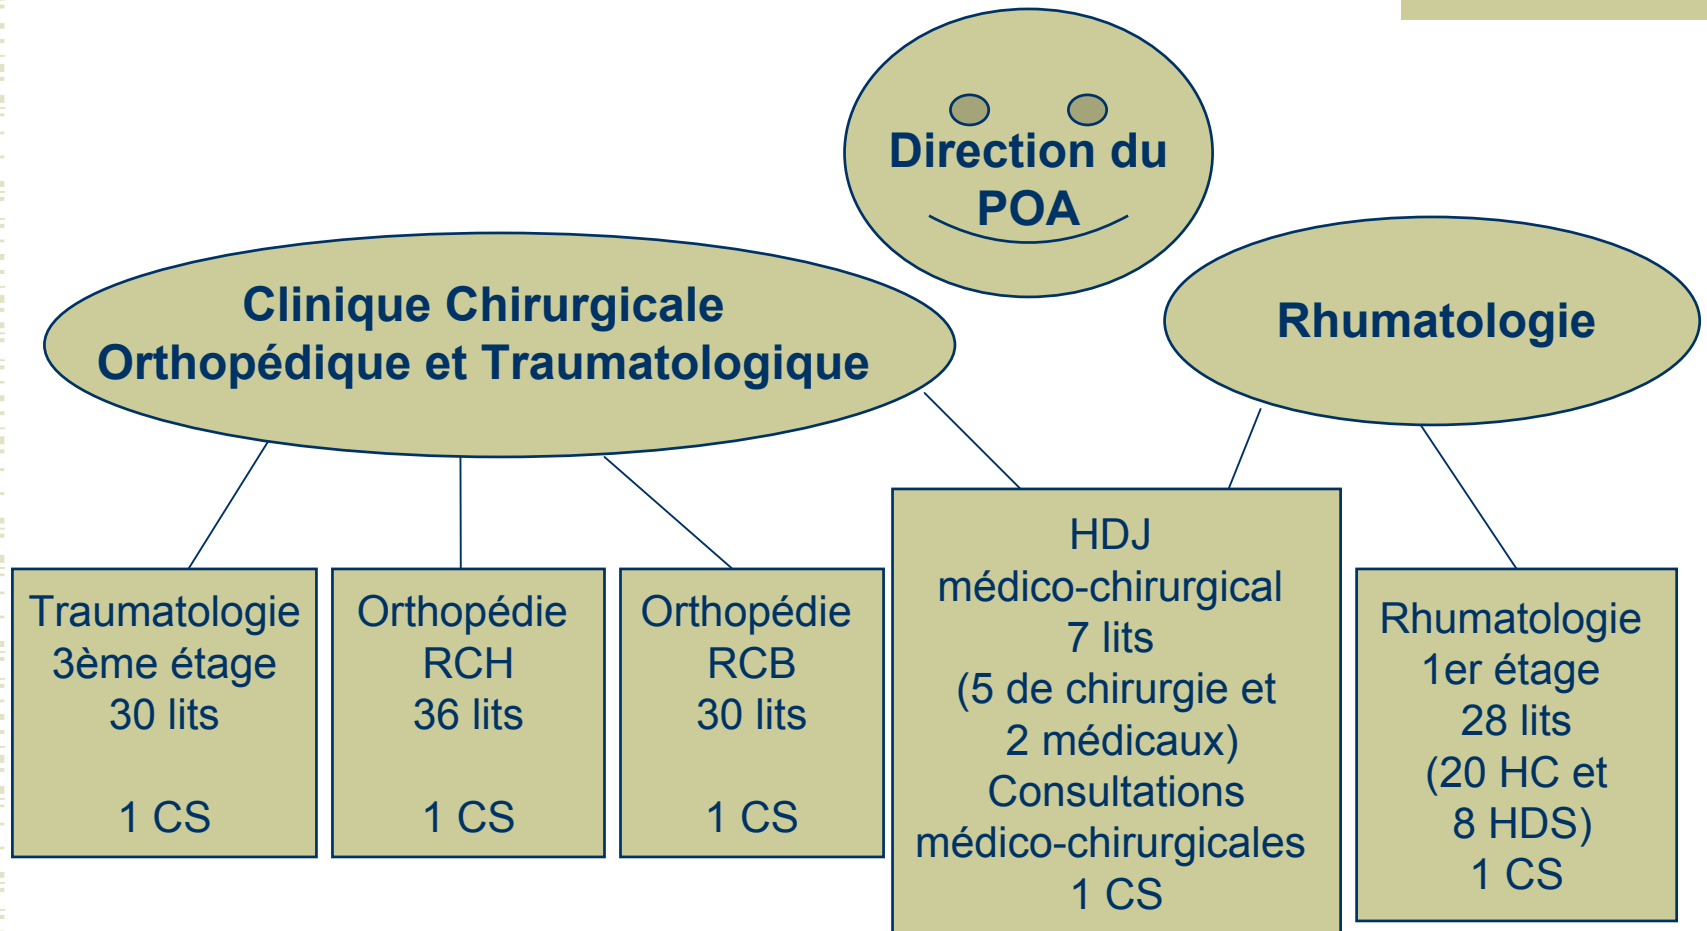 Direction du
POA
Clinique Chirurgicale
Orthopédique et Traumatologique
Rhumatologie
Traumatologie
3ème étage
30 lits
1 CS
Orthopédie
RCH
36 lits
1 CS
Orthopédie
RCB
30 lits
1 CS
HDJ
médico-chirurgical
7 lits
(5 de chirurgie et
2 médicaux)
Consultations
médico-chirurgicales
1 CS
Rhumatologie
1er étage
28 lits
(20 HC et
8 HDS)
1 CS